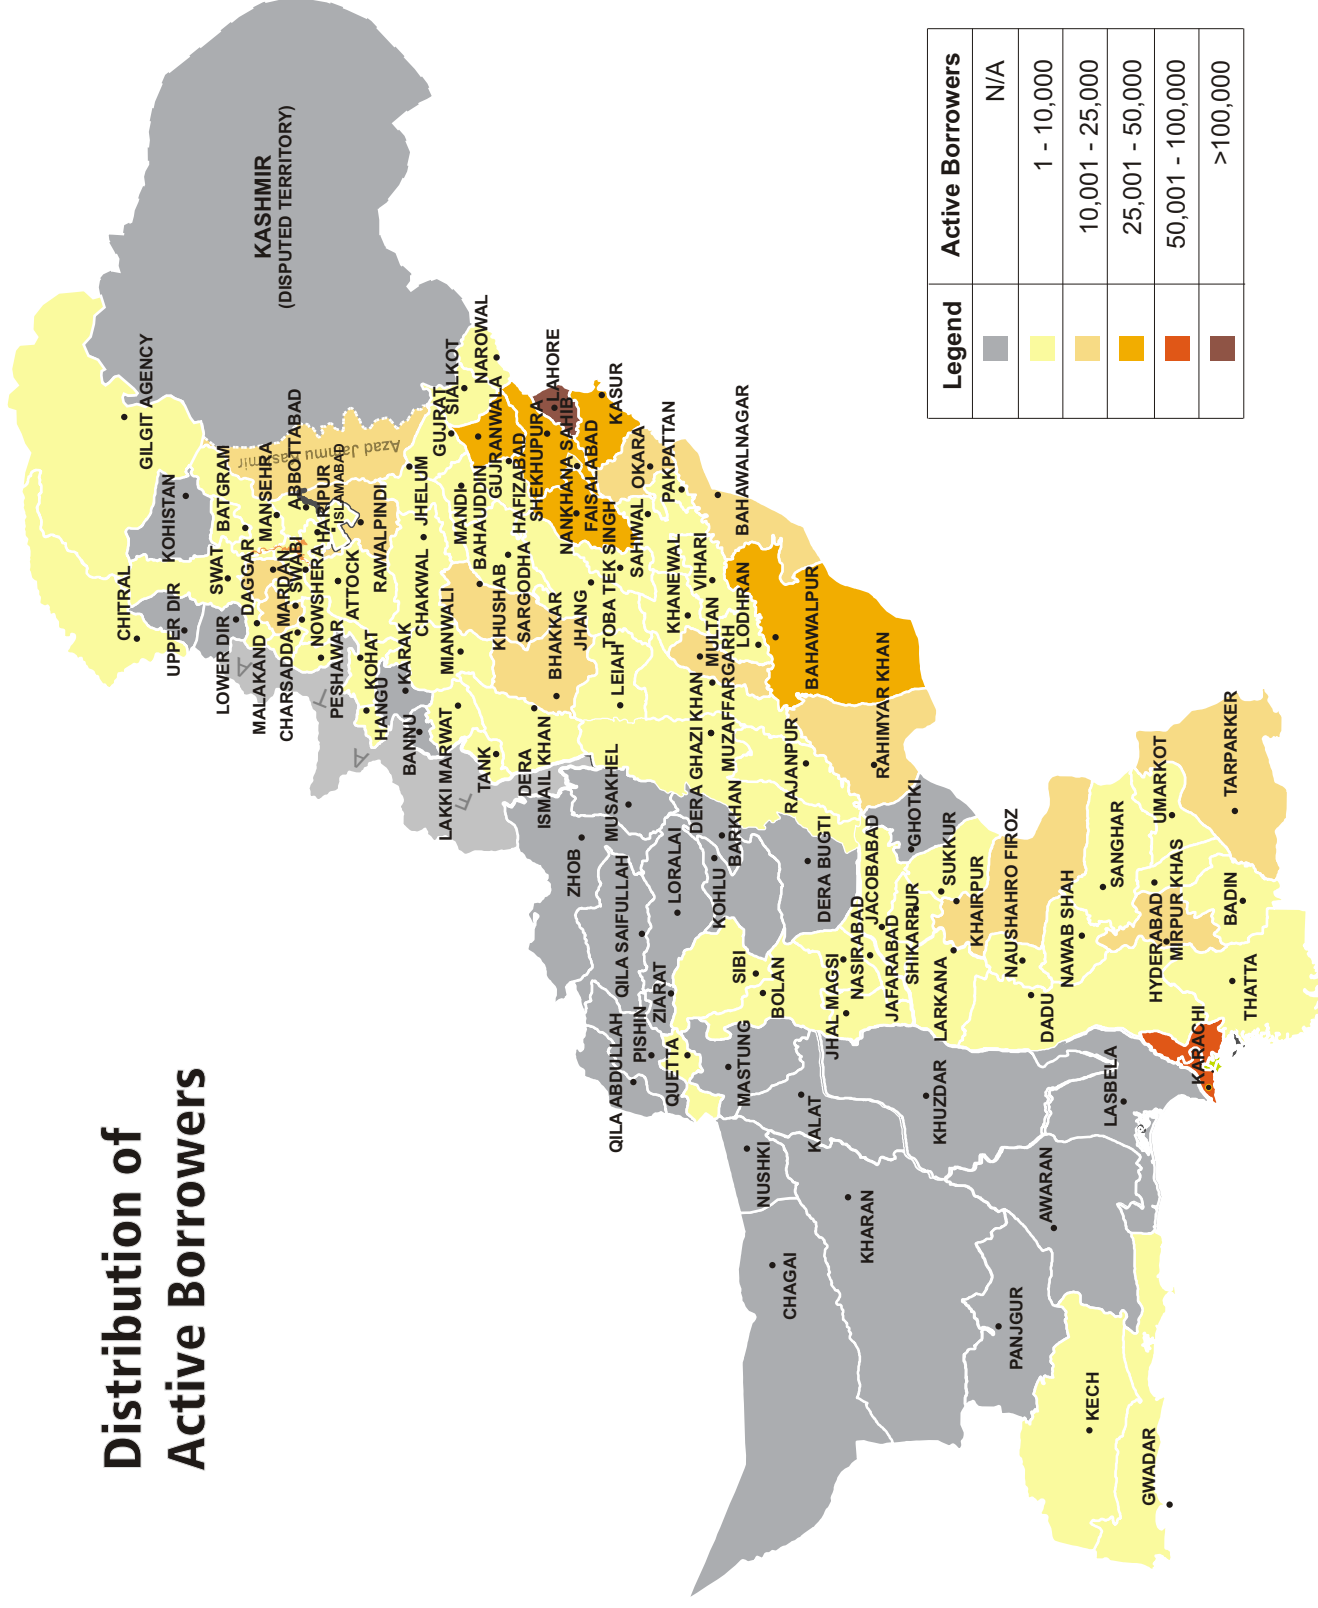 Distribution of
Active Borrowers
KASHMIR
(DISPUTED TERRITORY)
GILGIT AGENCY
CHITRAL
KOHISTAN
UPPER DIR
SWAT
BATGRAM
LOWER DIR
DAGGAR
MANSEHRA
Azad Jammu Kashmir
ABBOTTABAD
MALAKAND
CHARSADDA
MARDAN
SWABI
HARIPUR
ISLAMABAD
NOWSHERA
PESHAWAR
ATTOCK
RAWALPINDI
F
A
T
A
KOHAT
HANGU
KARAK
BANNU
CHAKWAL
JHELUM
LAKKI MARWAT
MIANWALI
MANDI
BAHAUDDIN
GUJRAT
SIALKOT
NAROWAL
TANK
KHUSHAB
SARGODHA
HAFIZABAD
GUJRANWALA
SHEKHUPURA
LAHORE
DERA
ISMAIL KHAN
BHAKKAR
JHANG
NANKHANA SAHIB
FAISALABAD
KASUR
TOBA TEK SINGH
OKARA
LEIAH
SAHIWAL
PAKPATTAN
KHANEWAL
VIHARI
BAHAWALNAGAR
MULTAN
LODHRAN
DERA GHAZI KHAN
MUZAFFARGARH
BAHAWALPUR
RAJANPUR
RAHIMYAR KHAN
ZHOB
MUSAKHEL
QILA SAIFULLAH
LORALAI
BARKHAN
KOHLU
DERA BUGTI
QILA ABDULLAH
PISHIN
ZIARAT
QUETTA
SIBI
BOLAN
MASTUNG
NUSHKI
KALAT
JHAL MAGSI
NASIRABAD
JAFARABAD
JACOBABAD
GHOTKI
SHIKARPUR
SUKKUR
LARKANA
KHAIRPUR
CHAGAI
KHARAN
KHUZDAR
NAUSHAHRO FIROZ
DADU
NAWAB SHAH
SANGHAR
UMARKOT
PANJGUR
AWARAN
LASBELA
HYDERABAD
MIRPUR KHAS
TARPARKER
KECH
GWADAR
KARACHI
THATTA
BADIN
Legend Active Borrowers
N/A
1 - 10,000
10,001 - 25,000
25,001 - 50,000
50,001 - 100,000
>100,000